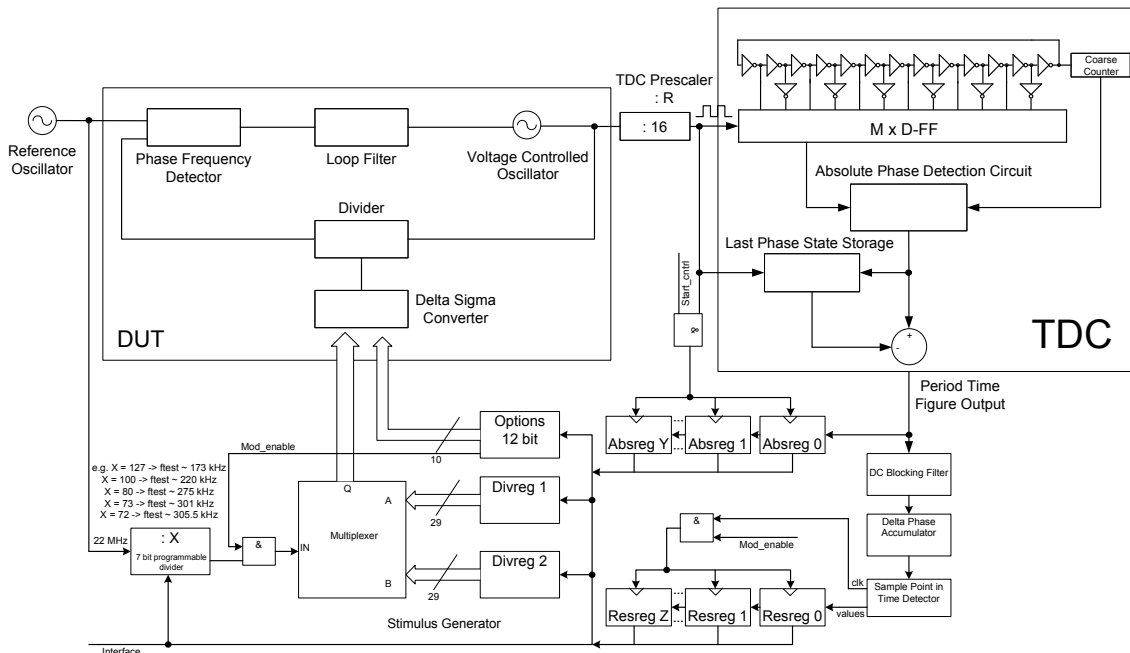 Reference
Oscillator
Phase Frequency
Detector
Loop Filter
Voltage Controlled
Oscillator
Divider
Delta Sigma
Converter
DUT
TDC Prescaler
: R
: 16
Coarse
Counter
M x D-FF
Absolute Phase Detection Circuit
Last Phase State Storage
+
-
TDC
Start_cntrl
&
Period Time
Figure Output
Absreg Y
...
Absreg 1
Absreg 0
DC Blocking Filter
Delta Phase
Accumulator
Sample Point in
Time Detector
clk
values
&
Mod_enable
Resreg Z
...
Resreg 1
Resreg 0
Options
12 bit
10
Mod_enable
Divreg 1
29
Divreg 2
29
Q
A
Multiplexer
IN
B
e.g. X = 127 -> ftest ~ 173 kHz
X = 100 -> ftest ~ 220 kHz
X = 80 -> ftest ~ 275 kHz
X = 73 -> ftest ~ 301 kHz
X = 72 -> ftest ~ 305.5 kHz
22 MHz
: X
7 bit programmable
divider
&
Stimulus Generator
Interface